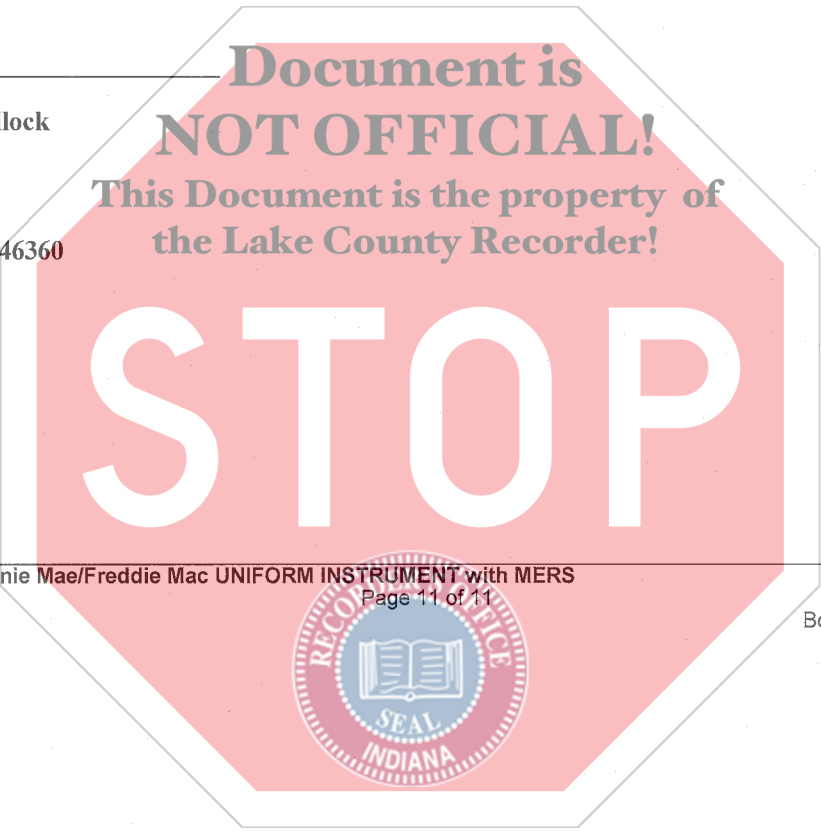 Document is
NOT OFFICIAL!
lock
This Document is the property of
the Lake County Recorder!
46360
STOP
nie Mae/Freddie Mac UNIFORM INSTRUMENT with MERS
Page 11 of 11
RECORDER'S OFFICE
SEAL
INDIANA